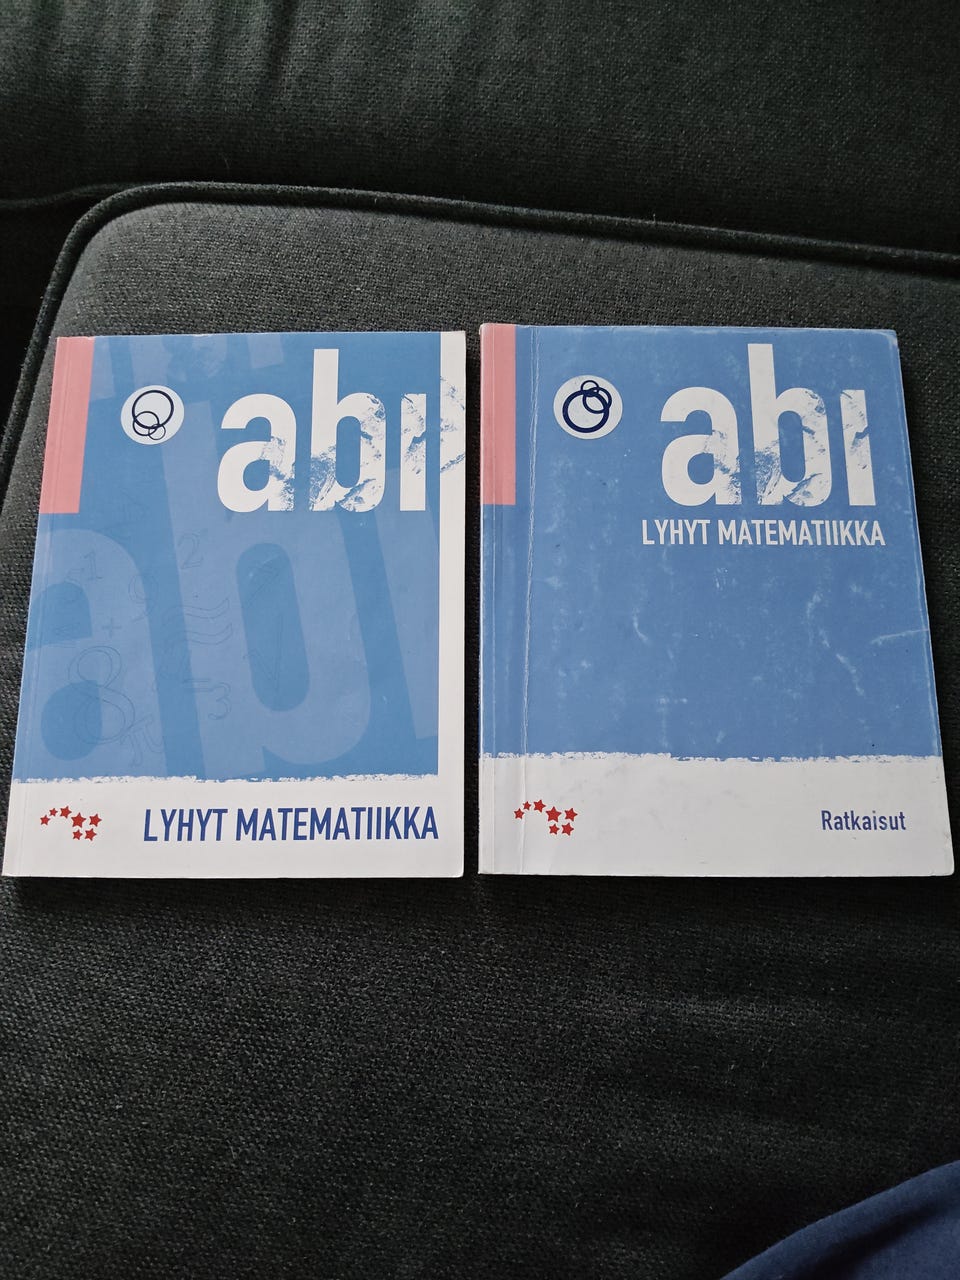 abi
LYHYT MATEMATIIKKA
abi
LYHYT MATEMATIIKKA
Ratkaisut